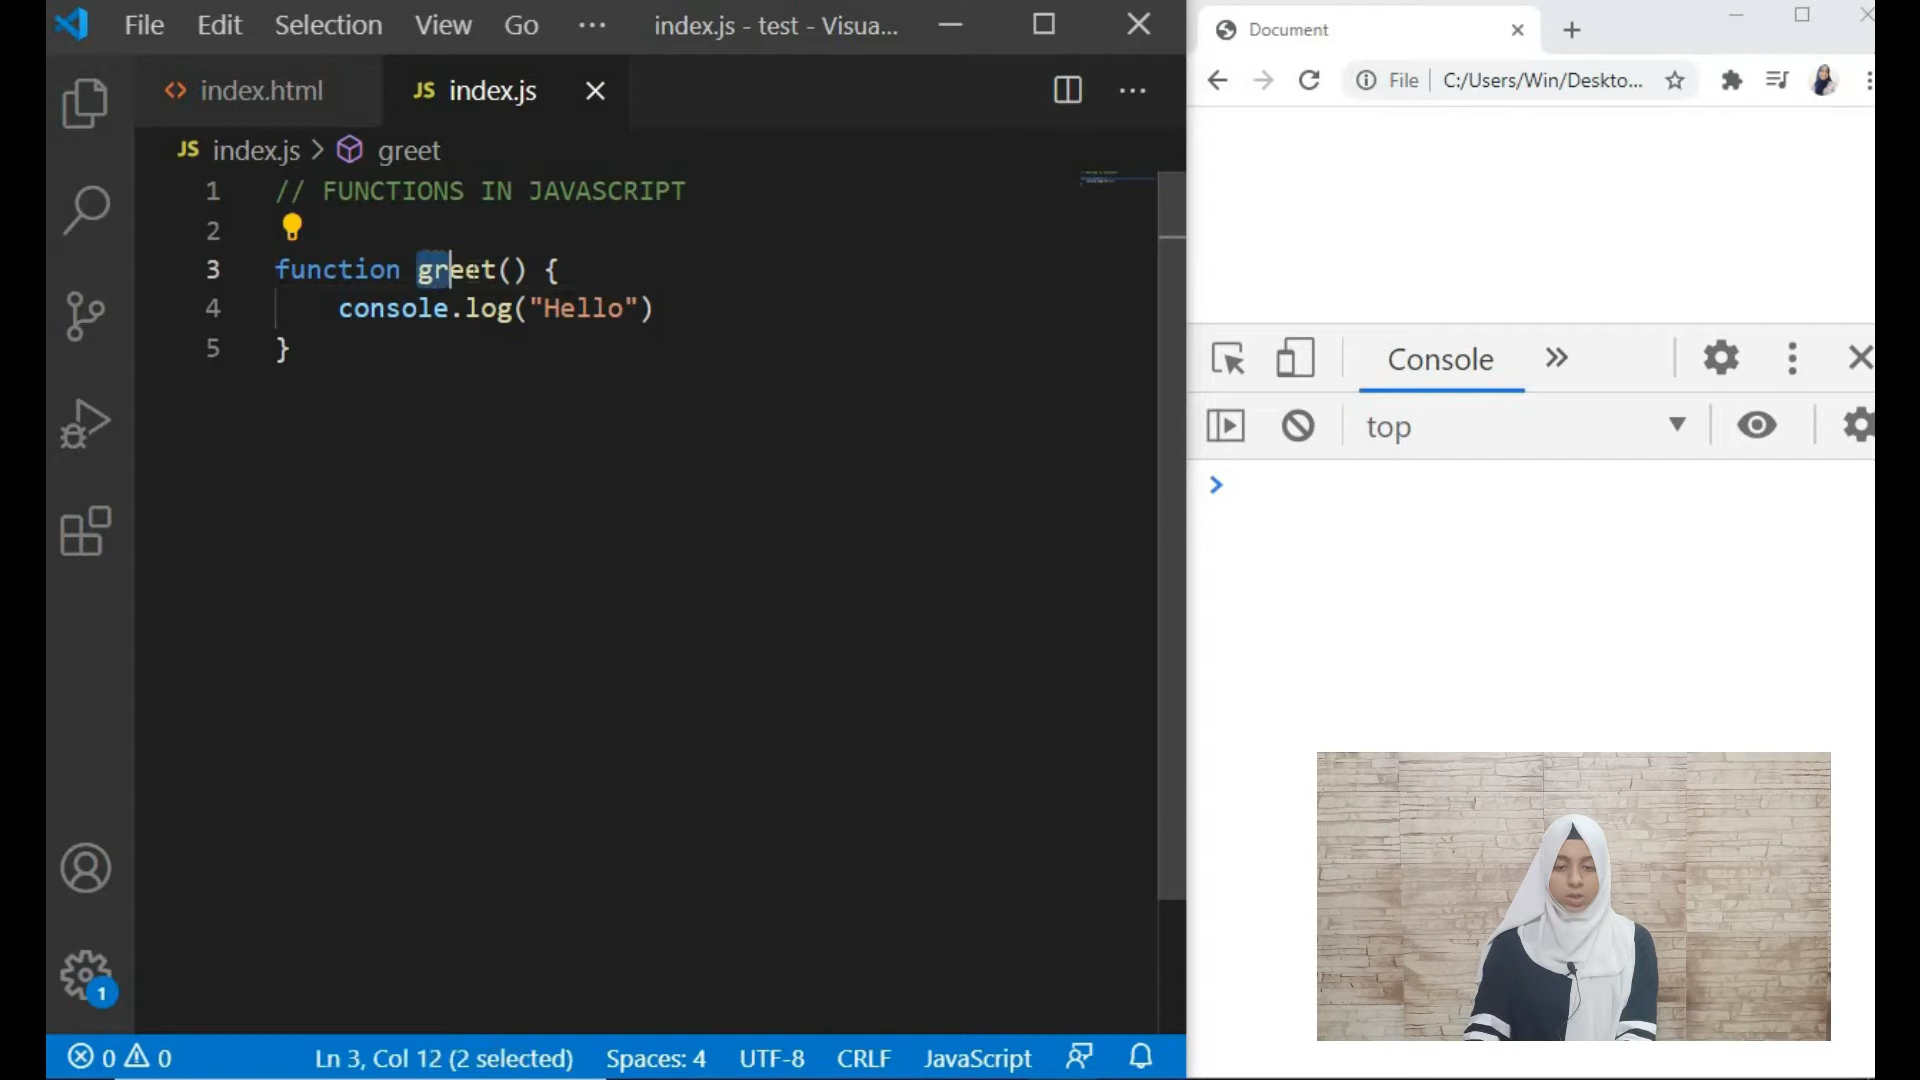 File Edit Selection View Go ··· index.js - test - Visua...
index.html
JS index.js
JS index.js > greet
1 // FUNCTIONS IN JAVASCRIPT
2
3 function greet() {
4 console.log("Hello")
5 }
1
0 0 Ln 3, Col 12 (2 selected) Spaces: 4 UTF-8 CRLF JavaScript
Document
File C:/Users/Win/Deskto...
Console
top